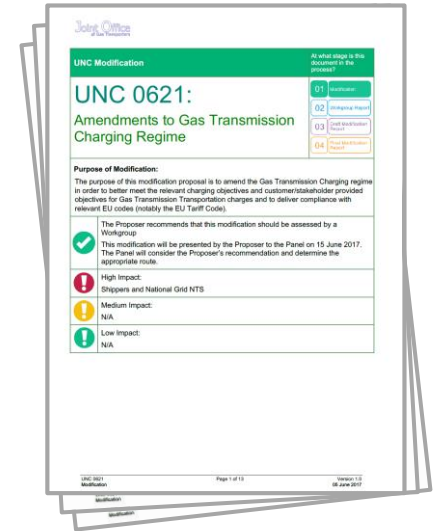 Joint Office
of Gas Transporters
UNC Modification
At what stage is this
document in the
process?
UNC 0621:
Amendments to Gas Transmission
Charging Regime
01 Modification
02 Workgroup Report
03 Draft Modification
Report
04 Final Modification
Report
Purpose of Modification:
The purpose of this modification proposal is to amend the Gas Transmission Charging regime
in order to better meet the relevant charging objectives and customer/stakeholder provided
objectives for Gas Transmission Transportation charges and to deliver compliance with
relevant EU codes (notably the EU Tariff Code).
The Proposer recommends that this modification should be assessed by a
Workgroup
This modification will be presented by the Proposer to the Panel on 15 June 2017.
The Panel will consider the Proposer's recommendation and determine the
appropriate route.
High Impact:
Shippers and National Grid NTS
Medium Impact:
N/A
Low Impact:
N/A
UNC 0621
Modification
Page 1 of 13
Version 1.0
05 June 2017
Modification
Modification